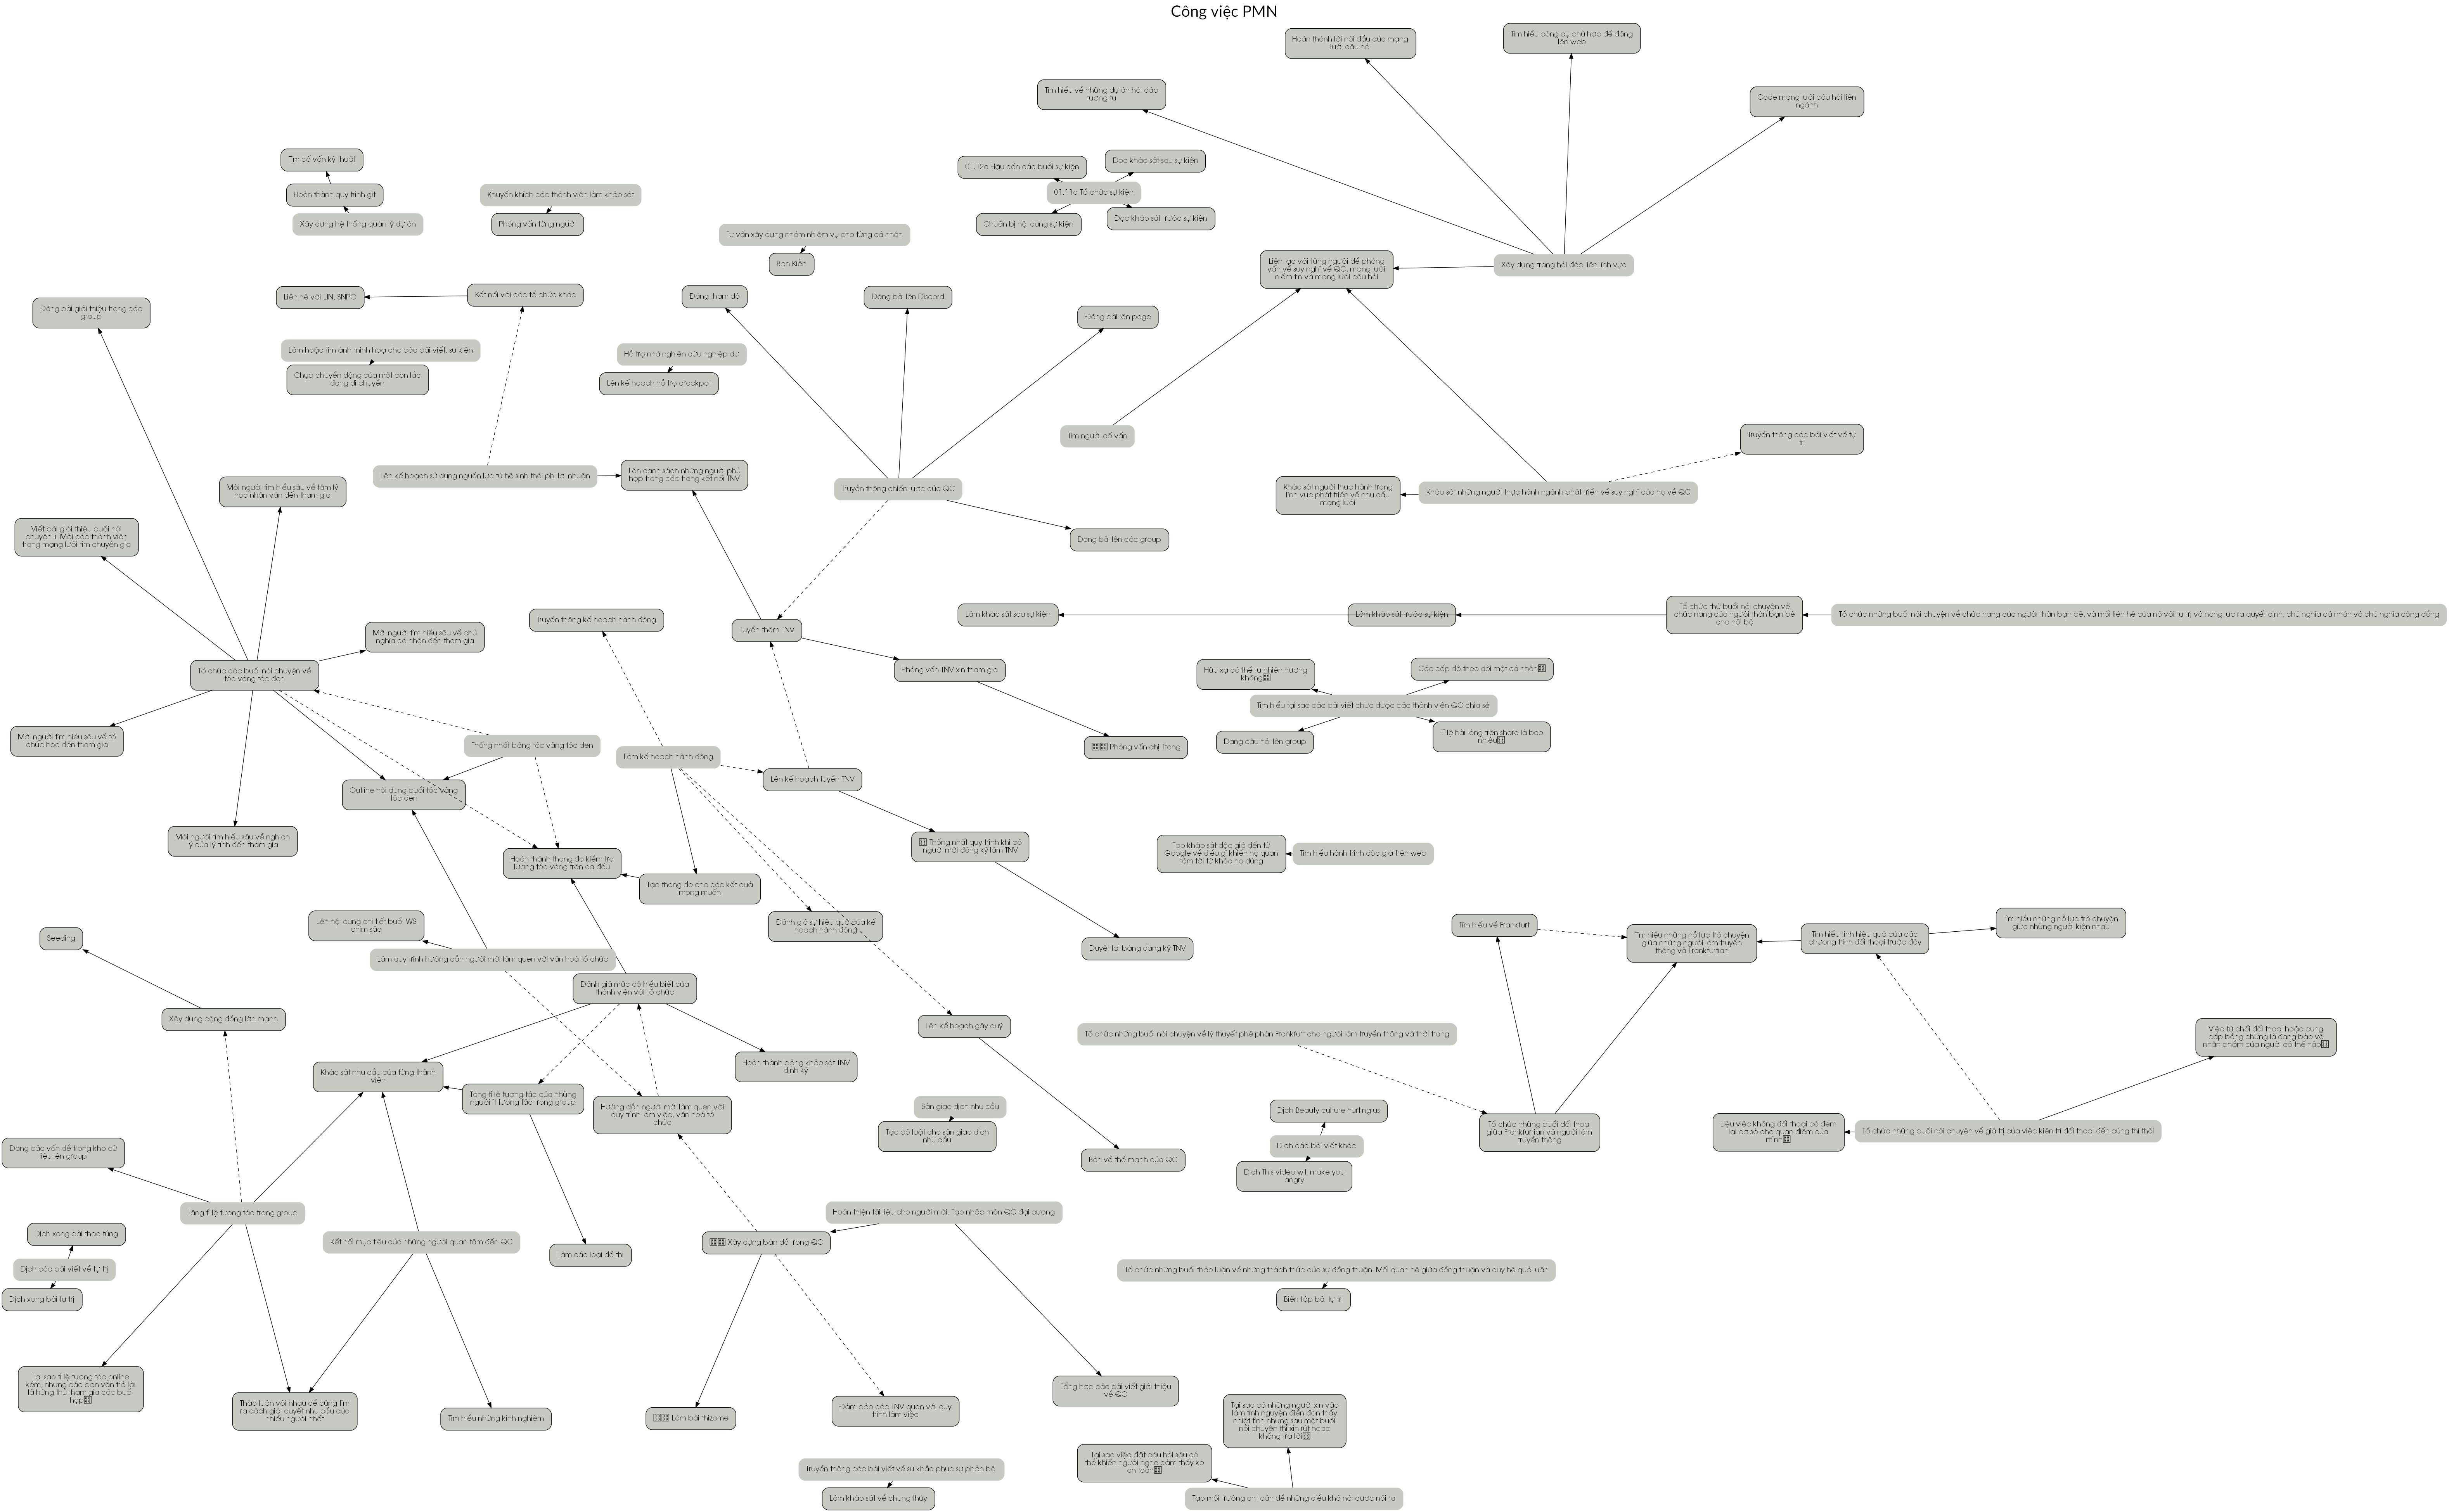 Công việc PMN
Hoàn thành lời nói đầu của mạng
lưới câu hỏi
Tìm hiểu công cụ phù hợp để đăng
lên web
Tìm hiểu về những dự án hỏi đáp
tương tự
Code mạng lưới câu hỏi liên
ngành
Tìm cố vấn kỹ thuật
Hoàn thành quy trình git
Xây dựng hệ thống quản lý dự án
Khuyến khích các thành viên làm khảo sát
Phỏng vấn từng người
01.12a Hậu cần các buổi sự kiện
Đọc khảo sát sau sự kiện
01.11a Tổ chức sự kiện
Chuẩn bị nội dung sự kiện
Đọc khảo sát trước sự kiện
Tư vấn xây dựng nhóm nhiệm vụ cho từng cá nhân
Bạn Kiến
Liên lạc với từng người để phỏng
vấn về suy nghĩ về QC, mạng lưới
niềm tin và mạng lưới câu hỏi
Xây dựng trang hỏi đáp liên lĩnh vực
Đăng bài giới thiệu trong các
group
Liên hệ với LIN, SNPO
Kết nối với các tổ chức khác
Đăng thăm dò
Đăng bài lên Discord
Đăng bài lên page
Làm hoặc tìm ảnh minh hoạ cho các bài viết, sự kiện
Chụp chuyển động của một con lắc
đang di chuyển
Hỗ trợ nhà nghiên cứu nghiệp dư
Lên kế hoạch hỗ trợ crackpot
Tìm người cố vấn
Truyền thông các bài viết về tự
trị
Lên kế hoạch sử dụng nguồn lực từ hệ sinh thái phi lợi nhuận
Lên danh sách những người phù
hợp trong các trang kết nối TNV
Truyền thông chiến lược của QC
Khảo sát người thực hành trong
lĩnh vực phát triển về nhu cầu
mạng lưới
Khảo sát những người thực hành ngành phát triển về suy nghĩ của họ về QC
Mời người tìm hiểu sâu về tâm lý
học nhân văn đến tham gia
Viết bài giới thiệu buổi nói
chuyện + Mời các thành viên
trong mạng lưới tìm chuyên gia
Đăng bài lên các group
Truyền thông kế hoạch hành động
Tuyển thêm TNV
Làm khảo sát sau sự kiện
Làm khảo sát trước sự kiện
Tổ chức thử buổi nói chuyện về
chức năng của người thân bạn bè
cho nội bộ
Tổ chức những buổi nói chuyện về chức năng của người thân bạn bè, và mối liên hệ của nó với tự trị và năng lực ra quyết định, chủ nghĩa cá nhân và chủ nghĩa cộng đồng
Mời người tìm hiểu sâu về chủ
nghĩa cá nhân đến tham gia
Tổ chức các buổi nói chuyện về
tóc vàng tóc đen
Phỏng vấn TNV xin tham gia
Hữu xạ có thể tự nhiên hương
không
Các cấp độ theo dõi một cá nhân
Tìm hiểu tại sao các bài viết chưa được các thành viên QC chia sẻ
Đăng câu hỏi lên group
Tỉ lệ hài lòng trên share là bao
nhiêu
Mời người tìm hiểu sâu về tổ
chức học đến tham gia
Thống nhất bảng tóc vàng tóc đen
Làm kế hoạch hành động
Phỏng vấn chị Trang
Lên kế hoạch tuyển TNV
Outline nội dung buổi tóc vàng
tóc đen
Mời người tìm hiểu sâu về nghịch
lý của lý tính đến tham gia
Thống nhất quy trình khi có
người mới đăng ký làm TNV
Hoàn thành thang đo kiểm tra
lượng tóc vàng trên da đầu
Tạo thang đo cho các kết quả
mong muốn
Tạo khảo sát độc giả đến từ
Google về điều gì khiến họ quan
tâm tới từ khóa họ dùng
Tìm hiểu hành trình độc giả trên web
Lên nội dung chi tiết buổi WS
chim sáo
Đánh giá sự hiệu quả của kế
hoạch hành động
Duyệt lại bảng đăng ký TNV
Seeding
Làm quy trình hướng dẫn người mới làm quen với văn hoá tổ chức
Đánh giá mức độ hiểu biết của
thành viên với tổ chức
Tìm hiểu về Frankfurt
Tìm hiểu những nỗ lực trò chuyện
giữa những người làm truyền
thông và Frankfurtian
Tìm hiểu tính hiệu quả của các
chương trình đối thoại trước đây
Tìm hiểu những nỗ lực trò chuyện
giữa những người kiện nhau
Xây dựng cộng đồng lớn mạnh
Lên kế hoạch gây quỹ
Tổ chức những buổi nói chuyện về lý thuyết phê phán Frankfurt cho người làm truyền thông và thời trang
Việc từ chối đối thoại hoặc cung
cấp bằng chứng là đang bảo vệ
nhân phẩm của người đó thế nào
Khảo sát nhu cầu của từng thành
viên
Hoàn thành bảng khảo sát TNV
định kỳ
Tăng tỉ lệ tương tác của những
người ít tương tác trong group
Hướng dẫn người mới làm quen với
quy trình làm việc, văn hoá tổ
chức
Sàn giao dịch nhu cầu
Tạo bộ luật cho sàn giao dịch
nhu cầu
Dịch Beauty culture hurting us
Dịch các bài viết khác
Dịch This video will make you
angry
Tổ chức những buổi đối thoại
giữa Frankfurtian và người làm
truyền thông
Liệu việc không đối thoại có đem
lại cơ sở cho quan điểm của
mình
Tổ chức những buổi nói chuyện về giá trị của việc kiên trì đối thoại đến cùng thì thôi
Bàn về thế mạnh của QC
Đăng các vấn đề trong kho dữ
liệu lên group
Tăng tỉ lệ tương tác trong group
Dịch xong bài thao túng
Dịch các bài viết về tự trị
Dịch xong bài tự trị
Kết nối mục tiêu của những người quan tâm đến QC
Làm các loại đồ thị
Hoàn thiện tài liệu cho người mới. Tạo nhập môn QC đại cương
Xây dựng bản đồ trong QC
Tổ chức những buổi thảo luận về những thách thức của sự đồng thuận. Mối quan hệ giữa đồng thuận và duy hệ quả luận
Biên tập bài tự trị
Tại sao tỉ lệ tương tác online
kém, nhưng các bạn vẫn trả lời
là hứng thú tham gia các buổi
họp
Thảo luận với nhau để cùng tìm
ra cách giải quyết nhu cầu của
nhiều người nhất
Tìm hiểu những kinh nghiệm
Làm bài rhizome
Đảm bảo các TNV quen với quy
trình làm việc
Tổng hợp các bài viết giới thiệu
về QC
Tại sao có những người xin vào
làm tình nguyện điền đơn thấy
nhiệt tình nhưng sau một buổi
nói chuyện thì xin rút hoặc
không trả lời
Tại sao việc đặt câu hỏi sâu có
thể khiến người nghe cảm thấy ko
an toàn
Truyền thông các bài viết về sự khắc phục sự phản bội
Làm khảo sát về chung thủy
Tạo môi trường an toàn để những điều khó nói được nói ra